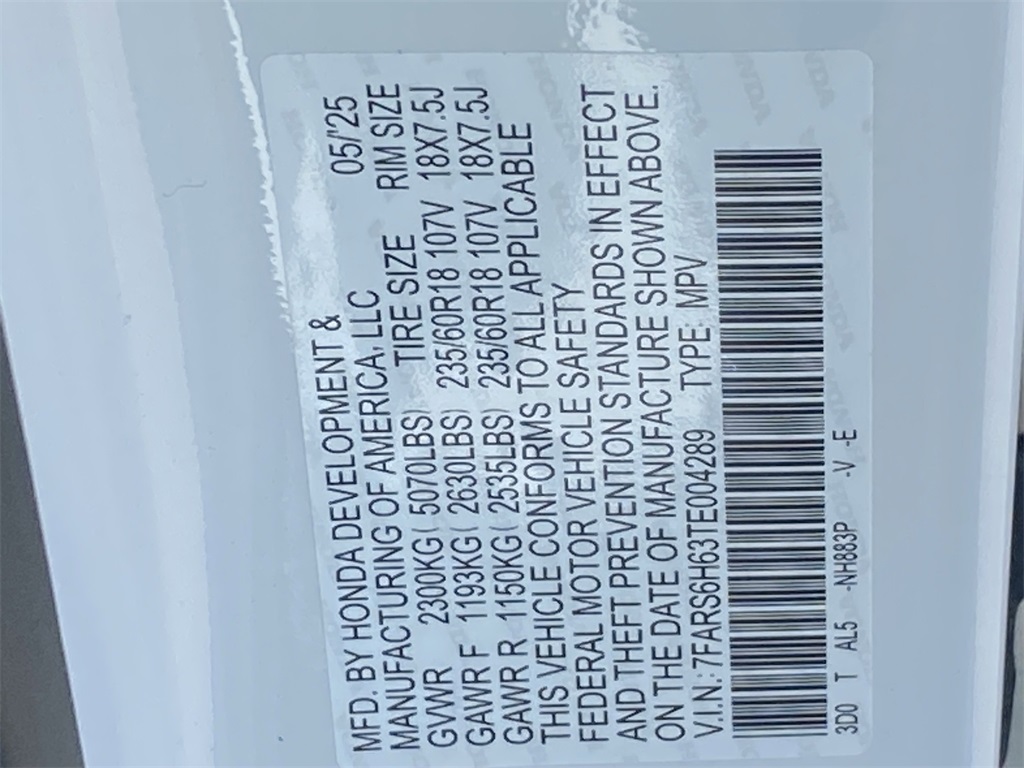 MFD. BY HONDA DEVELOPMENT & 05/'25
MANUFACTURING OF AMERICA, LLC
TIRE SIZE RIM SIZE
GVWR 2300KG( 5070LBS)
GAWR F 1193KG( 2630LBS) 235/60R18 107V 18X7.5J
GAWR R 1150KG( 2535LBS) 235/60R18 107V 18X7.5J
THIS VEHICLE CONFORMS TO ALL APPLICABLE
FEDERAL MOTOR VEHICLE SAFETY
AND THEFT PREVENTION STANDARDS IN EFFECT
ON THE DATE OF MANUFACTURE SHOWN ABOVE.
V.I.N.: 7FARS6H63TE004289 TYPE: MPV
3D0 T AL5 -NH883P -V -E
HONDA